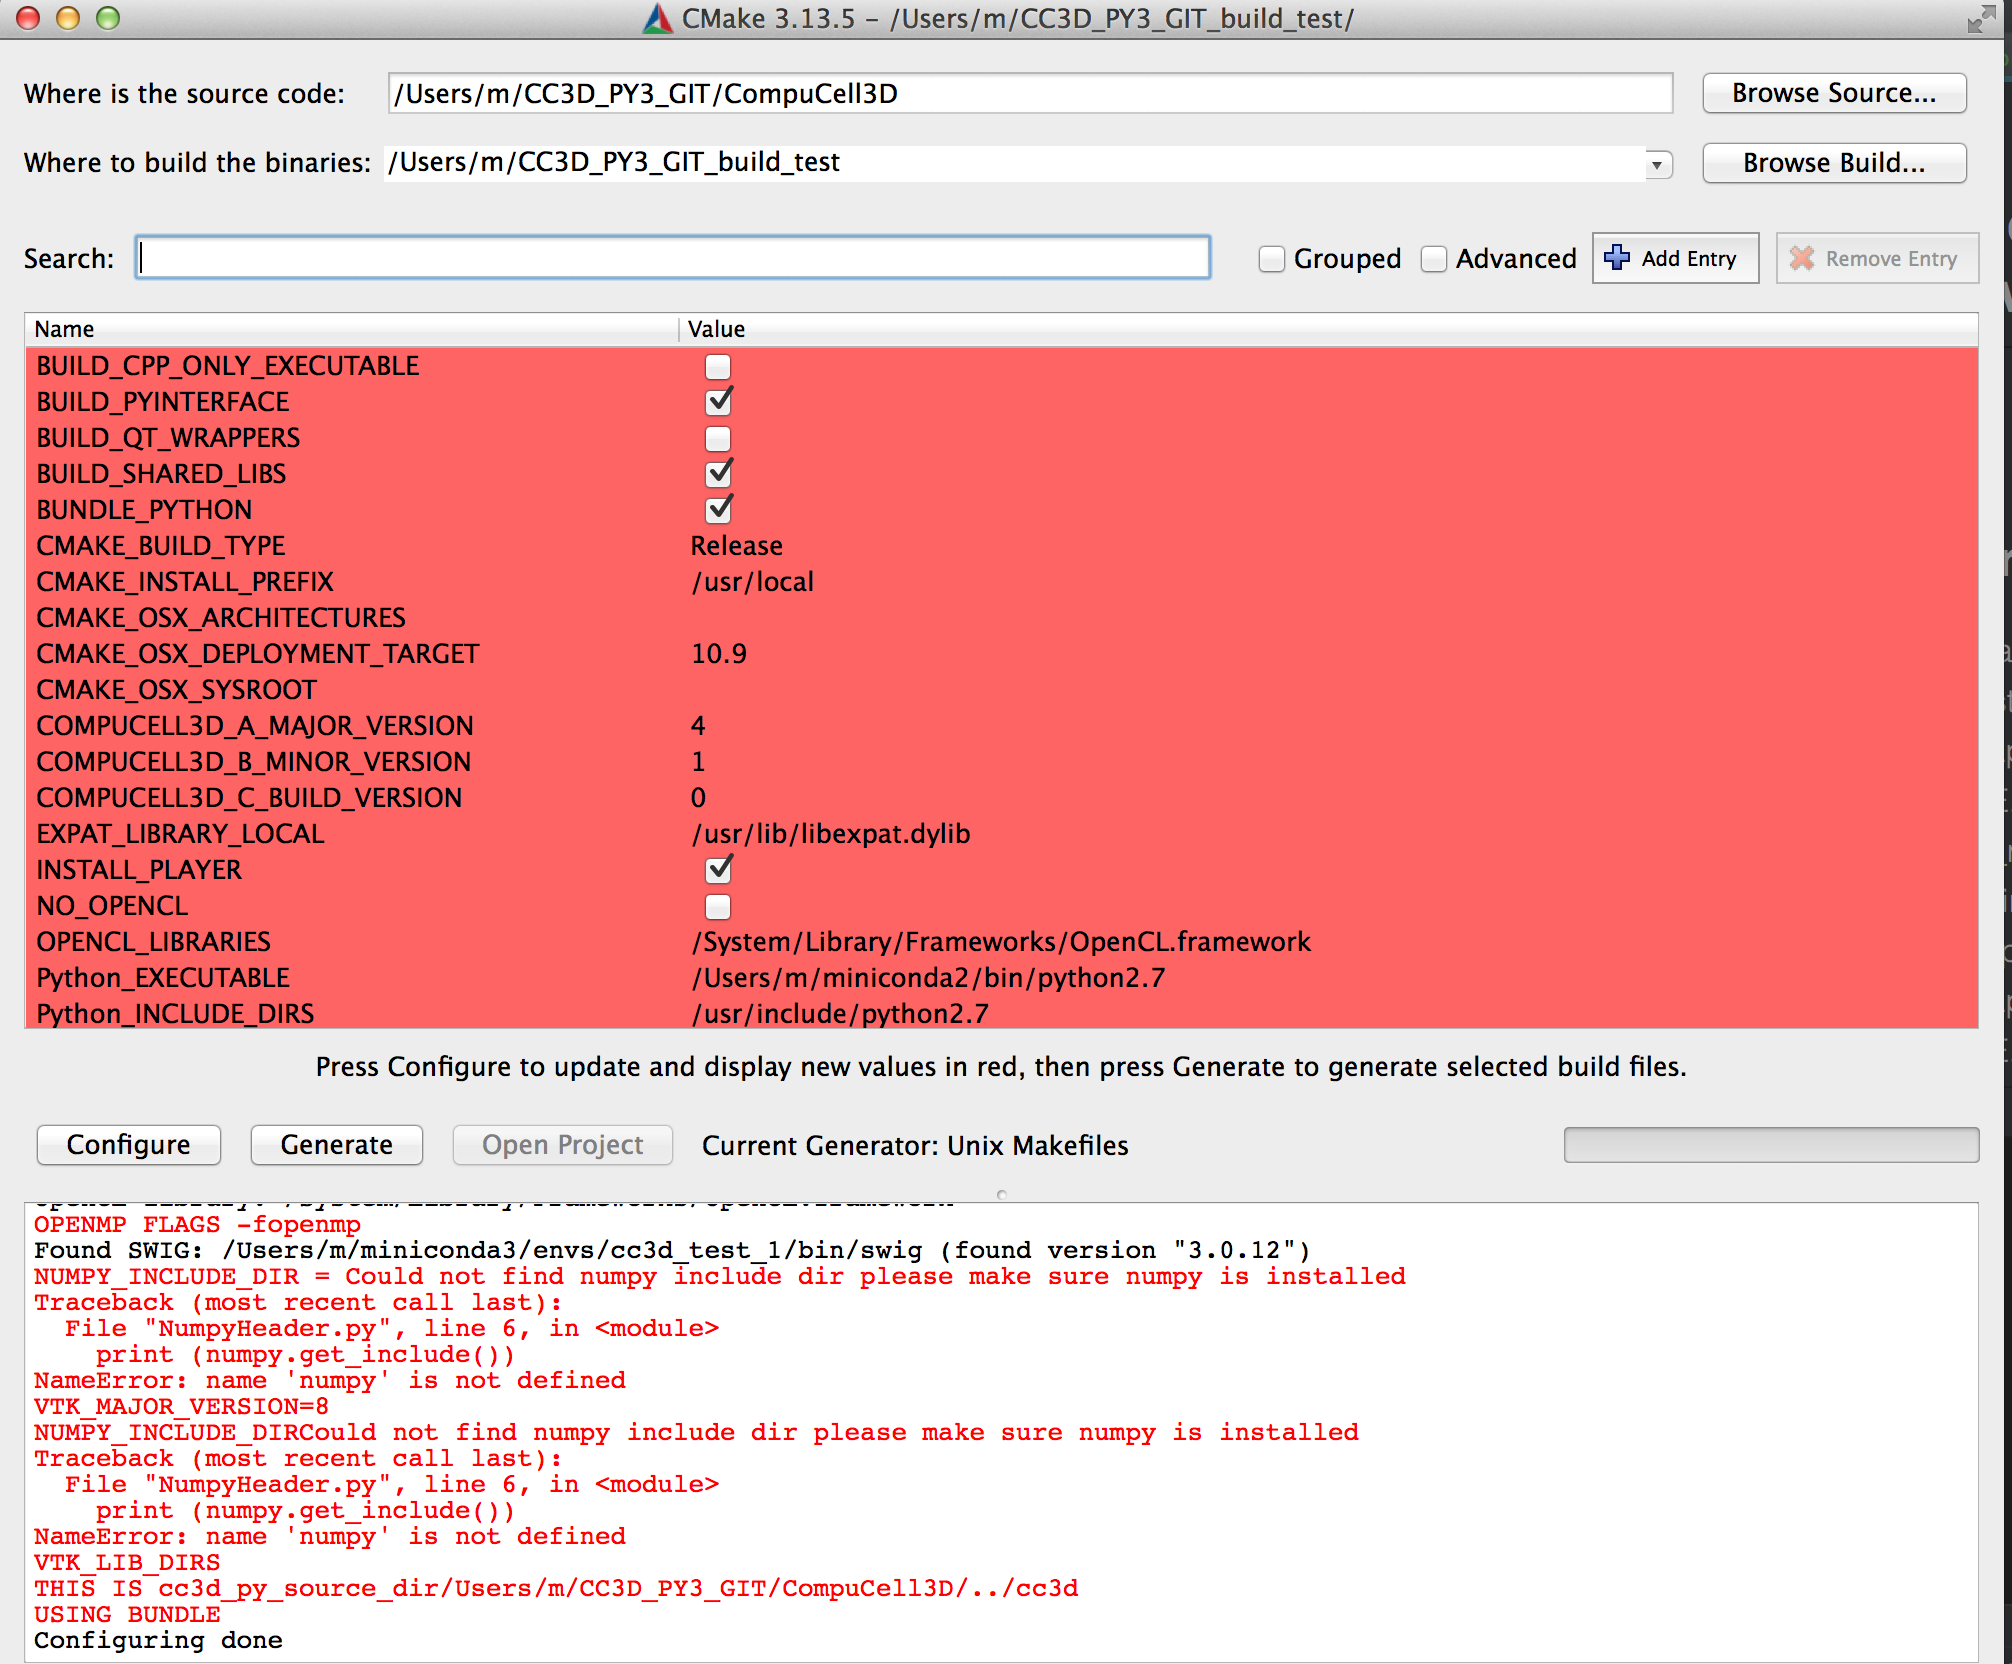 CMake 3.13.5 - /Users/m/CC3D_PY3_GIT_build_test/
Where is the source code: /Users/m/CC3D_PY3_GIT/CompuCell3D Browse Source...
Where to build the binaries: /Users/m/CC3D_PY3_GIT_build_test Browse Build...
Search: Grouped Advanced Add Entry Remove Entry
Name Value
BUILD_CPP_ONLY_EXECUTABLE
BUILD_PYINTERFACE
BUILD_QT_WRAPPERS
BUILD_SHARED_LIBS
BUNDLE_PYTHON
CMAKE_BUILD_TYPE Release
CMAKE_INSTALL_PREFIX /usr/local
CMAKE_OSX_ARCHITECTURES
CMAKE_OSX_DEPLOYMENT_TARGET 10.9
CMAKE_OSX_SYSROOT
COMPUCELL3D_A_MAJOR_VERSION 4
COMPUCELL3D_B_MINOR_VERSION 1
COMPUCELL3D_C_BUILD_VERSION 0
EXPAT_LIBRARY_LOCAL /usr/lib/libexpat.dylib
INSTALL_PLAYER
NO_OPENCL
OPENCL_LIBRARIES /System/Library/Frameworks/OpenCL.framework
Python_EXECUTABLE /Users/m/miniconda2/bin/python2.7
Python_INCLUDE_DIRS /usr/include/python2.7
Press Configure to update and display new values in red, then press Generate to generate selected build files.
Configure Generate Open Project Current Generator: Unix Makefiles
OPENMP FLAGS -fopenmp
Found SWIG: /Users/m/miniconda3/envs/cc3d_test_1/bin/swig (found version "3.0.12")
NUMPY_INCLUDE_DIR = Could not find numpy include dir please make sure numpy is installed
Traceback (most recent call last):
File "NumpyHeader.py", line 6, in <module>
print (numpy.get_include())
NameError: name 'numpy' is not defined
VTK_MAJOR_VERSION=8
NUMPY_INCLUDE_DIRCould not find numpy include dir please make sure numpy is installed
Traceback (most recent call last):
File "NumpyHeader.py", line 6, in <module>
print (numpy.get_include())
NameError: name 'numpy' is not defined
VTK_LIB_DIRS
THIS IS cc3d_py_source_dir/Users/m/CC3D_PY3_GIT/CompuCell3D/../cc3d
USING BUNDLE
Configuring done